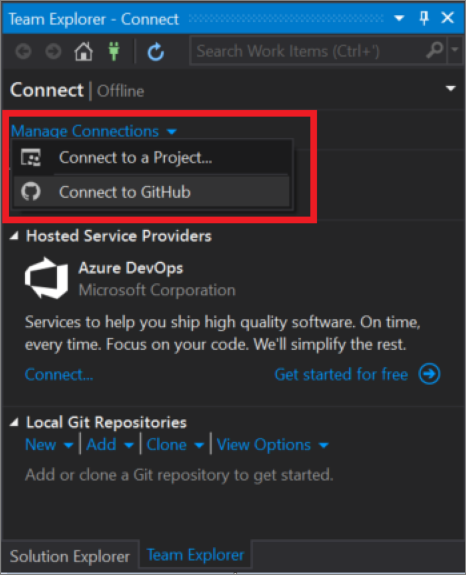 Team Explorer - Connect
Search Work Items (Ctrl+')
Connect | Offline
Manage Connections
Connect to a Project...
Connect to GitHub
Hosted Service Providers
Azure DevOps
Microsoft Corporation
Services to help you ship high quality software. On time,
every time. Focus on your code. We'll simplify the rest.
Connect... Get started for free
Local Git Repositories
New | Add | Clone | View Options
Add or clone a Git repository to get started.
Solution Explorer Team Explorer